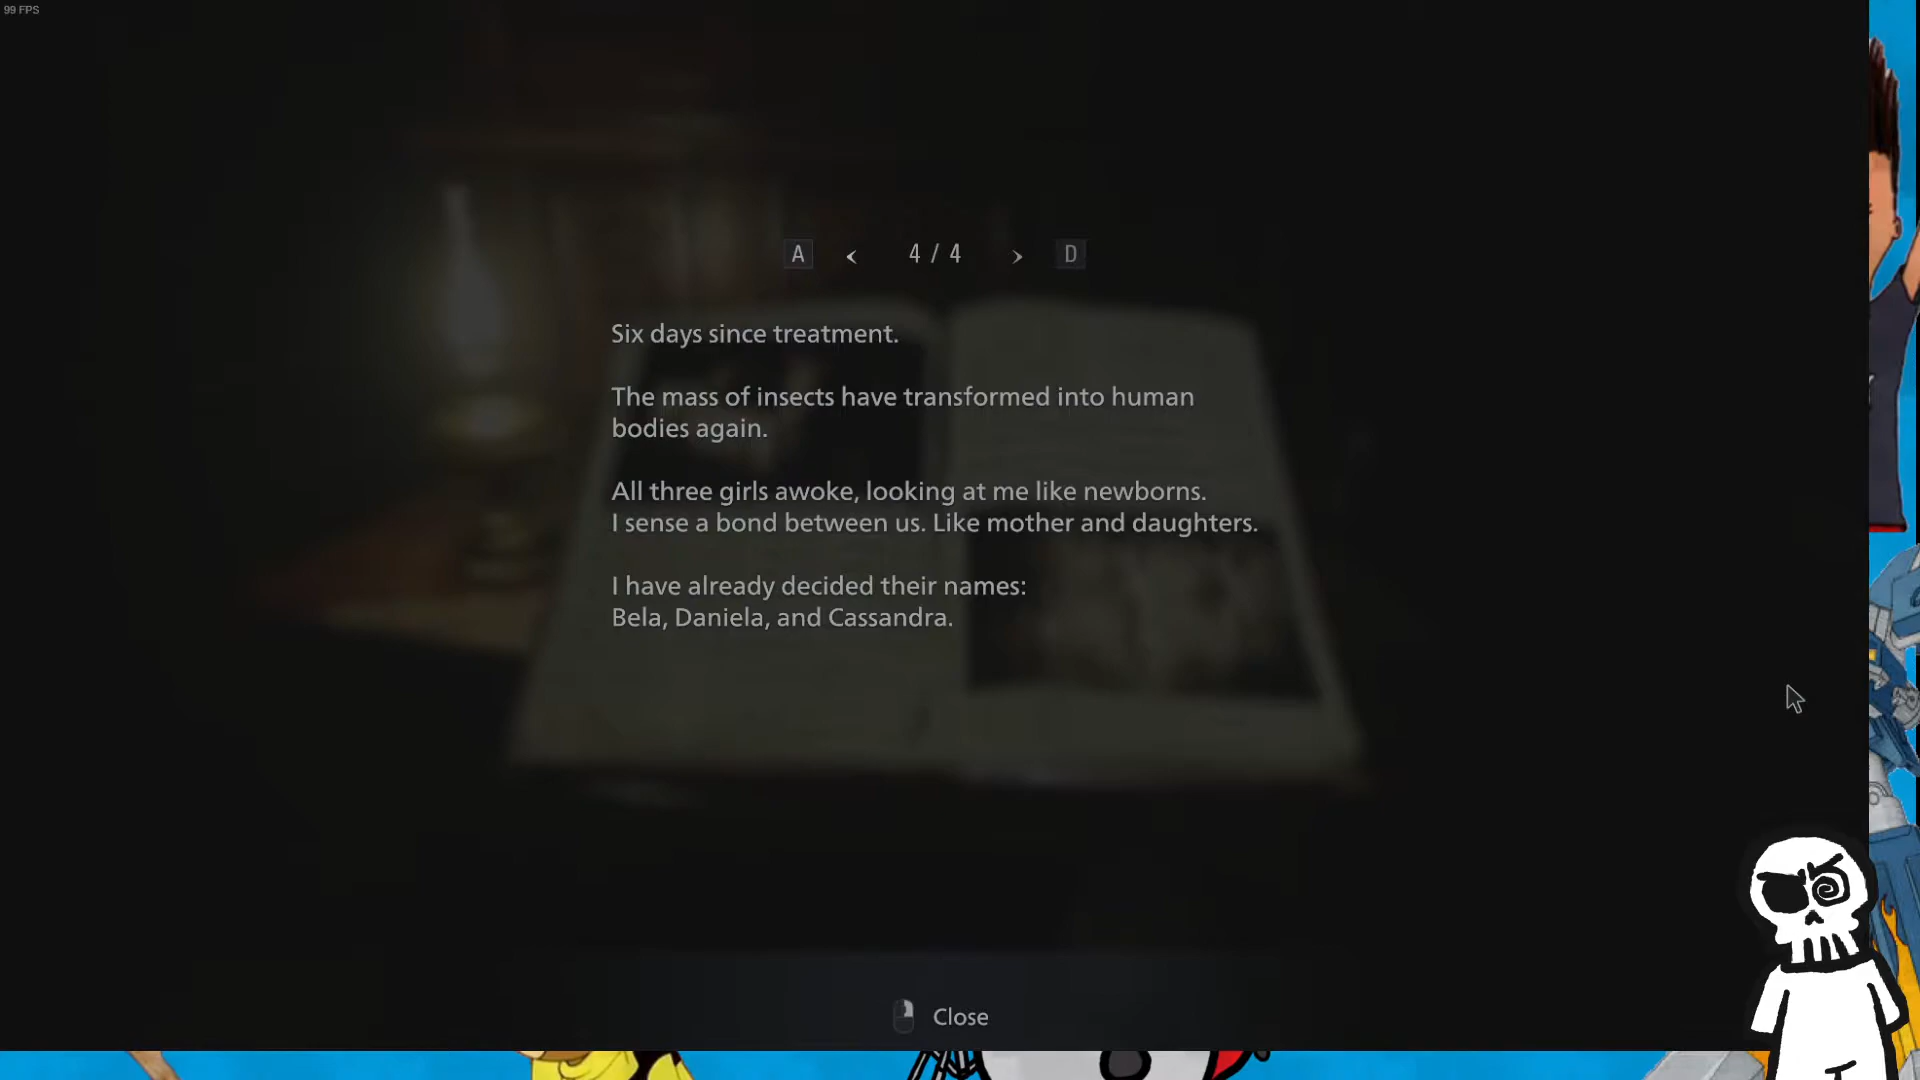 99 FPS
A < 4 / 4 > D
Six days since treatment.
The mass of insects have transformed into human
bodies again.
All three girls awoke, looking at me like newborns.
I sense a bond between us. Like mother and daughters.
I have already decided their names:
Bela, Daniela, and Cassandra.
Close